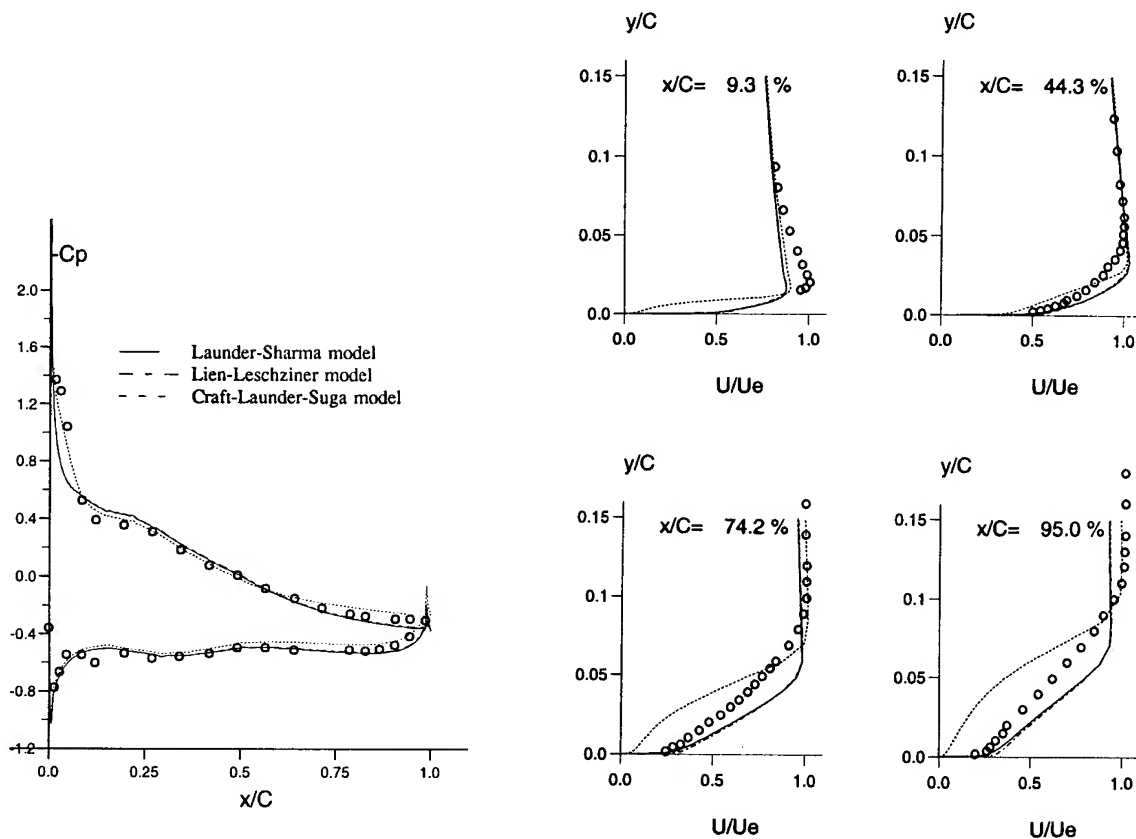 -Cp
2.0
1.6
1.2
0.8
0.4
0.0
-0.4
-0.8
-1.2
0.0 0.25 0.5 0.75 1.0
x/C
Launder-Sharma model
Lien-Leschziner model
Craft-Launder-Suga model
y/C
0.15
x/C= 9.3 %
0.1
0.05
0.0
0.0 0.5 1.0
U/Ue
y/C
0.15
x/C= 44.3 %
0.1
0.05
0.0
0.0 0.5 1.0
U/Ue
y/C
0.15
x/C= 74.2 %
0.1
0.05
0.0
0.0 0.5 1.0
U/Ue
y/C
0.15
x/C= 95.0 %
0.1
0.05
0.0
0.0 0.5 1.0
U/Ue